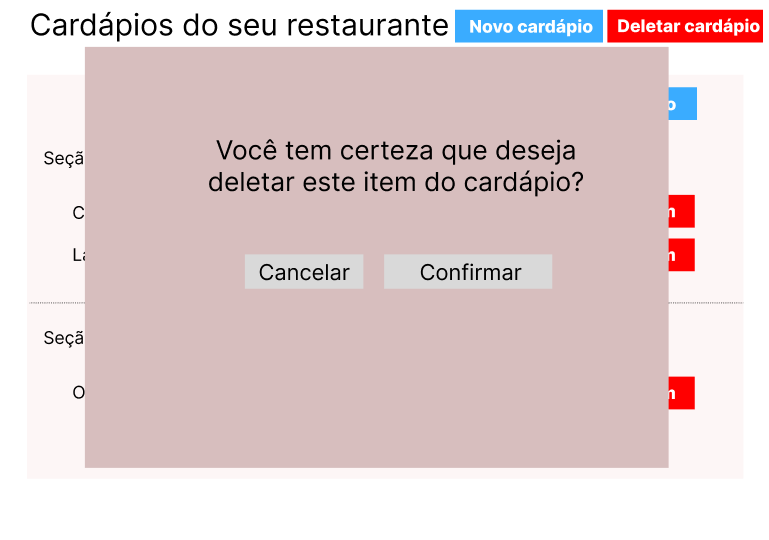 Cardápios do seu restaurante Novo cardápio Deletar cardápio
o
Você tem certeza que deseja
Seçã
deletar este item do cardápio?
C
m
La
m
Cancelar Confirmar
Seçã
O
m